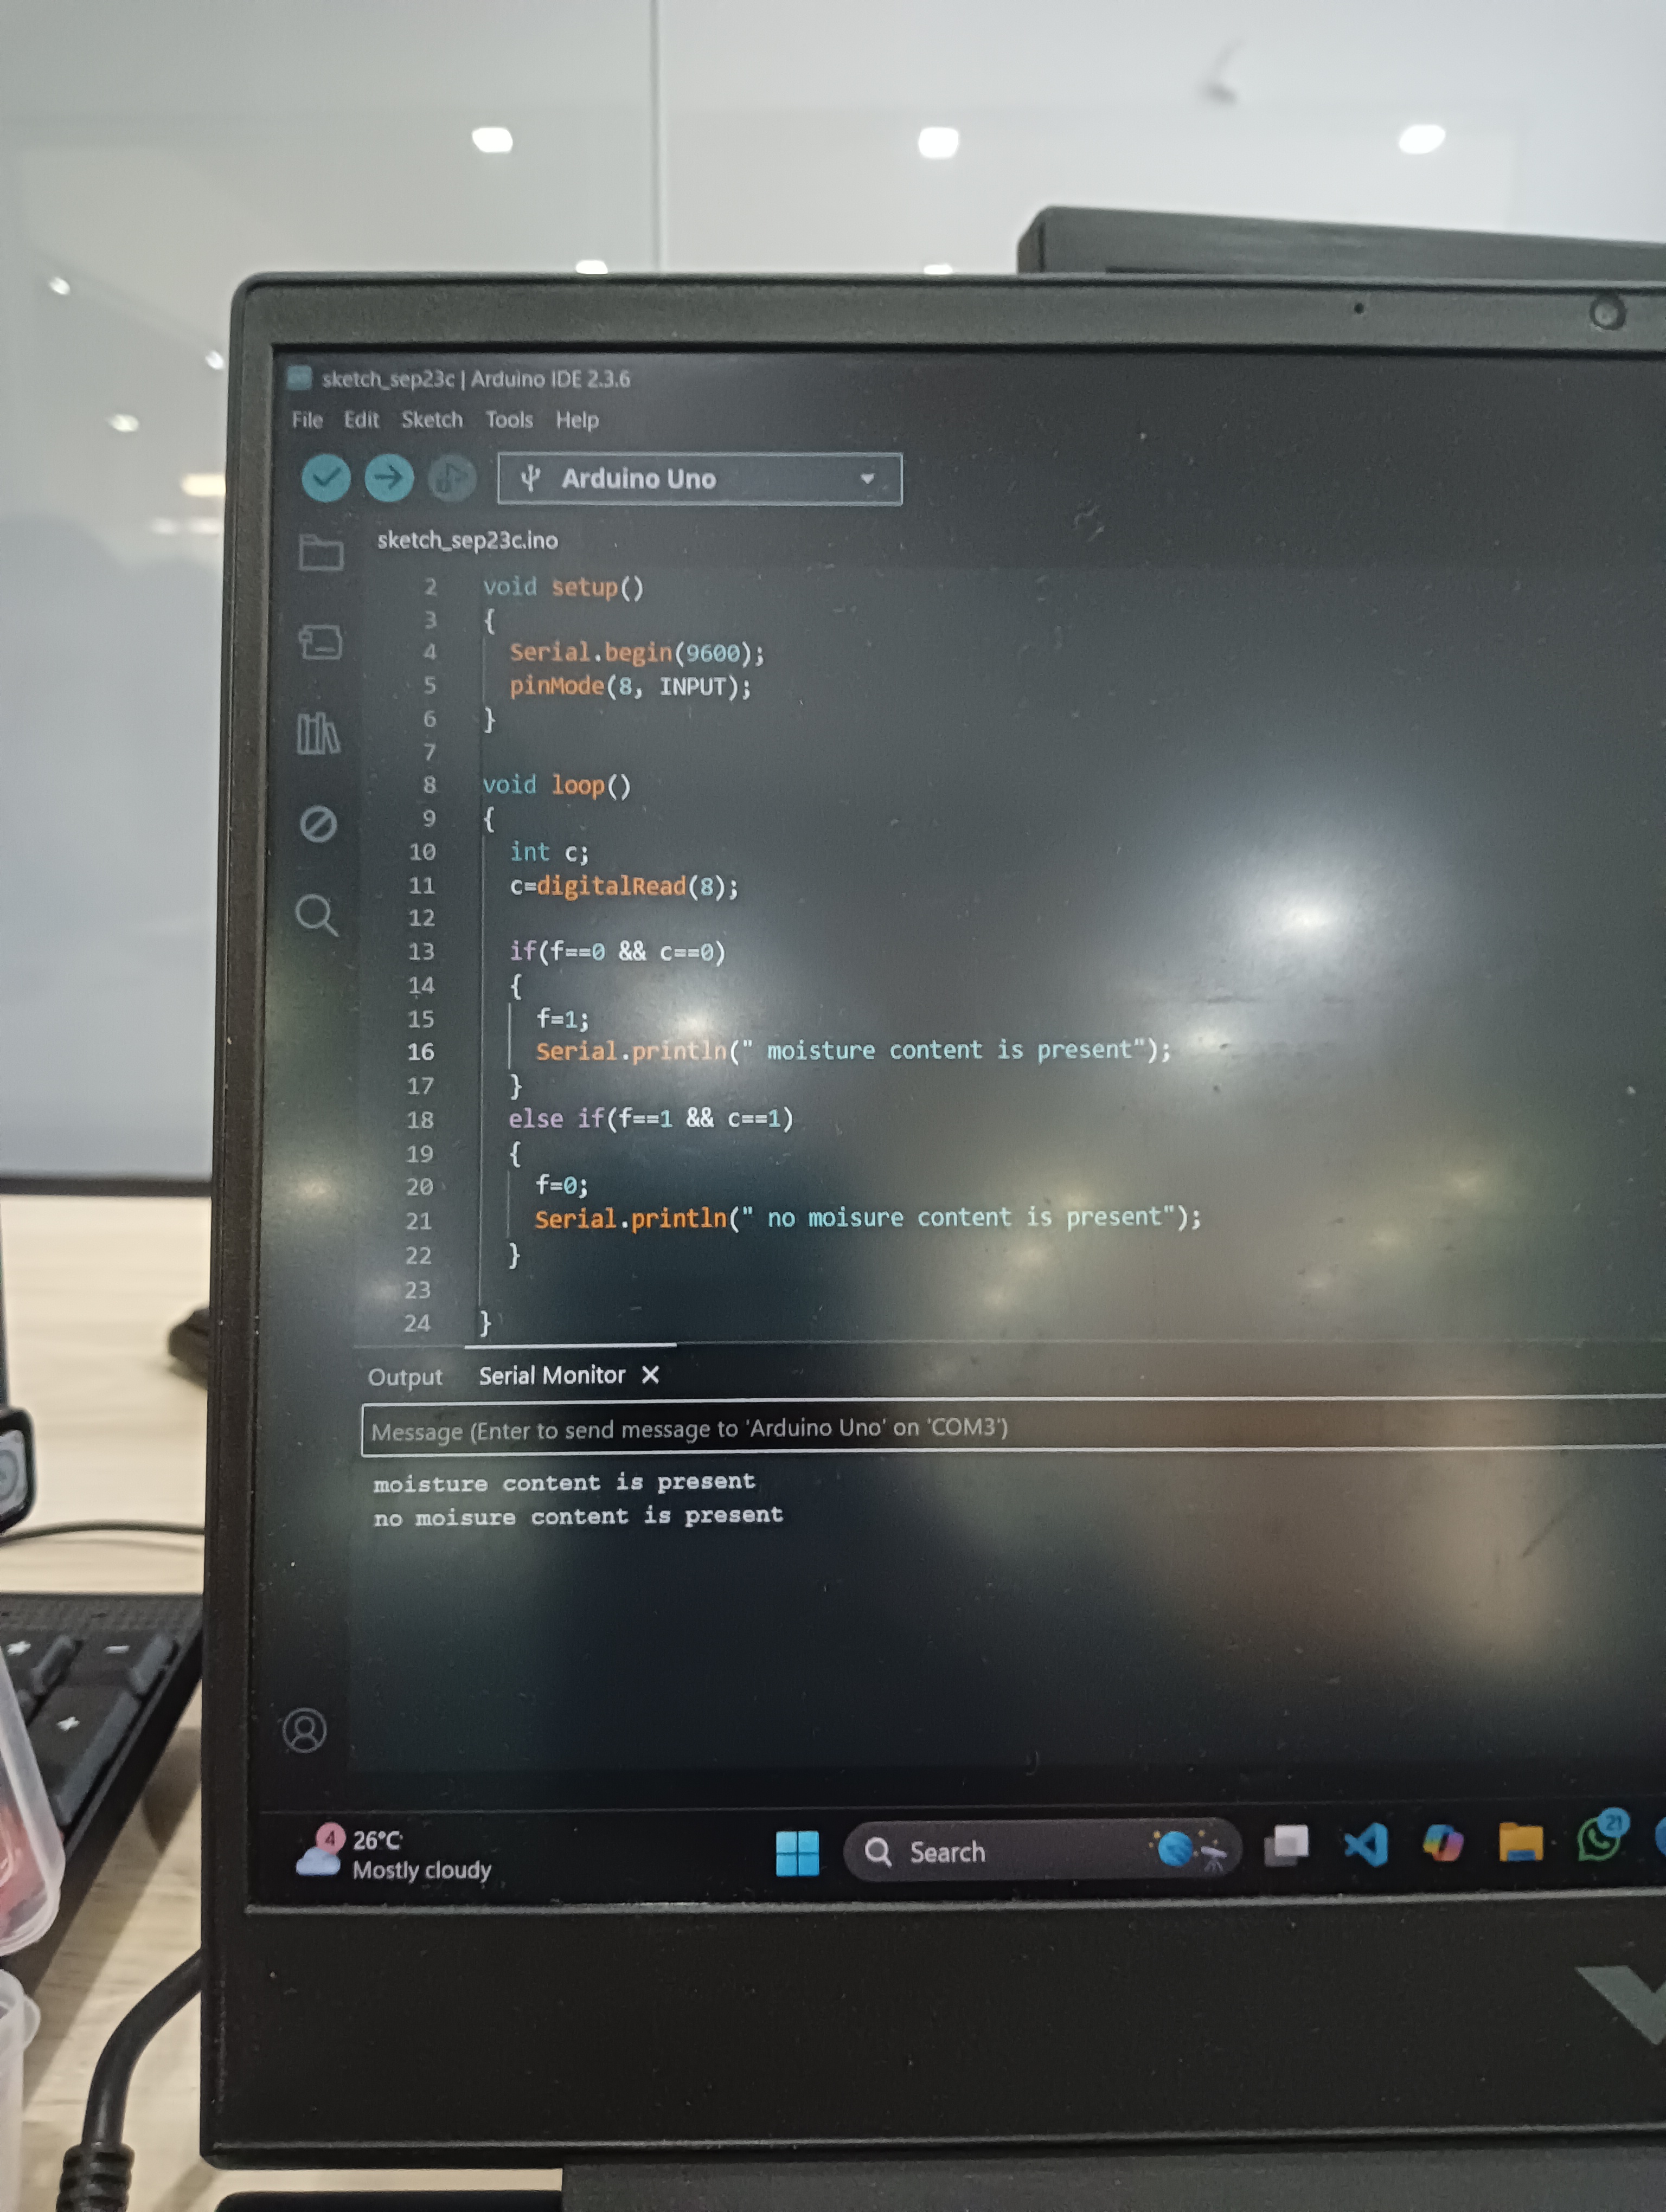 sketch_sep23c | Arduino IDE 2.3.6
File Edit Sketch Tools Help
Arduino Uno
sketch_sep23c.ino
2 void setup()
3 {
4 Serial.begin(9600);
5 pinMode(8, INPUT);
6 }
7
8 void loop()
9 {
10 int c;
11 c=digitalRead(8);
12
13 if(f==0 && c==0)
14 {
15 f=1;
16 Serial.println(" moisture content is present");
17 }
18 else if(f==1 && c==1)
19 {
20 f=0;
21 Serial.println(" no moisure content is present");
22 }
23
24 }
Output Serial Monitor
Message (Enter to send message to 'Arduino Uno' on 'COM3')
moisture content is present
no moisure content is present
4
26°C
Mostly cloudy
Search
21